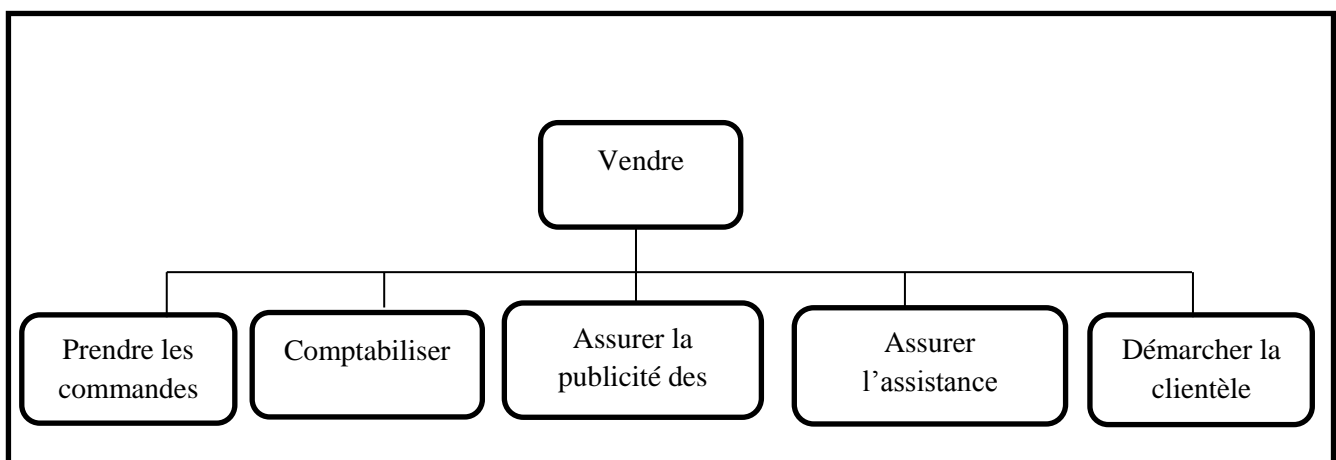 Vendre
Prendre les
commandes
Comptabiliser
Assurer la
publicité des
Assurer
l’assistance
Démarcher la
clientèle